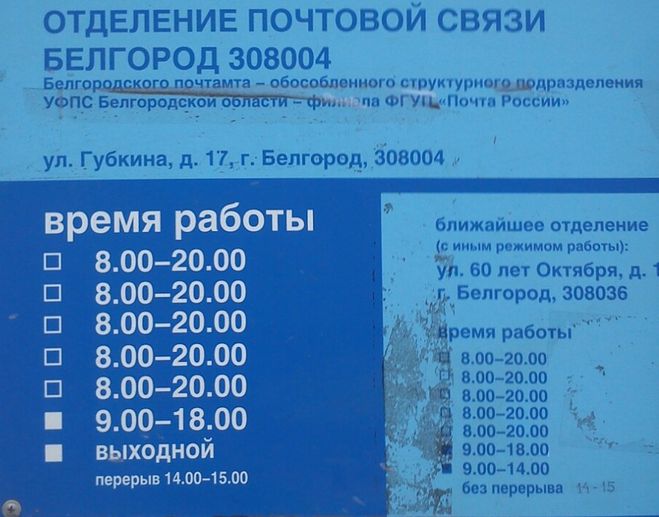 ОТДЕЛЕНИЕ ПОЧТОВОЙ СВЯЗИ
БЕЛГОРОД 308004
Белгородского почтамта – обособленного структурного подразделения
УФПС Белгородской области – филиала ФГУП «Почта России»
ул. Губкина, д. 17, г. Белгород, 308004
время работы
8.00–20.00
8.00–20.00
8.00–20.00
8.00–20.00
8.00–20.00
9.00–18.00
выходной
перерыв 14.00–15.00
ближайшее отделение
(с иным режимом работы):
ул. 60 лет Октября, д. 1
г. Белгород, 308036
время работы
8.00–20.00
8.00–20.00
8.00–20.00
8.00–20.00
8.00–20.00
9.00–18.00
9.00–14.00
без перерыва 14-15